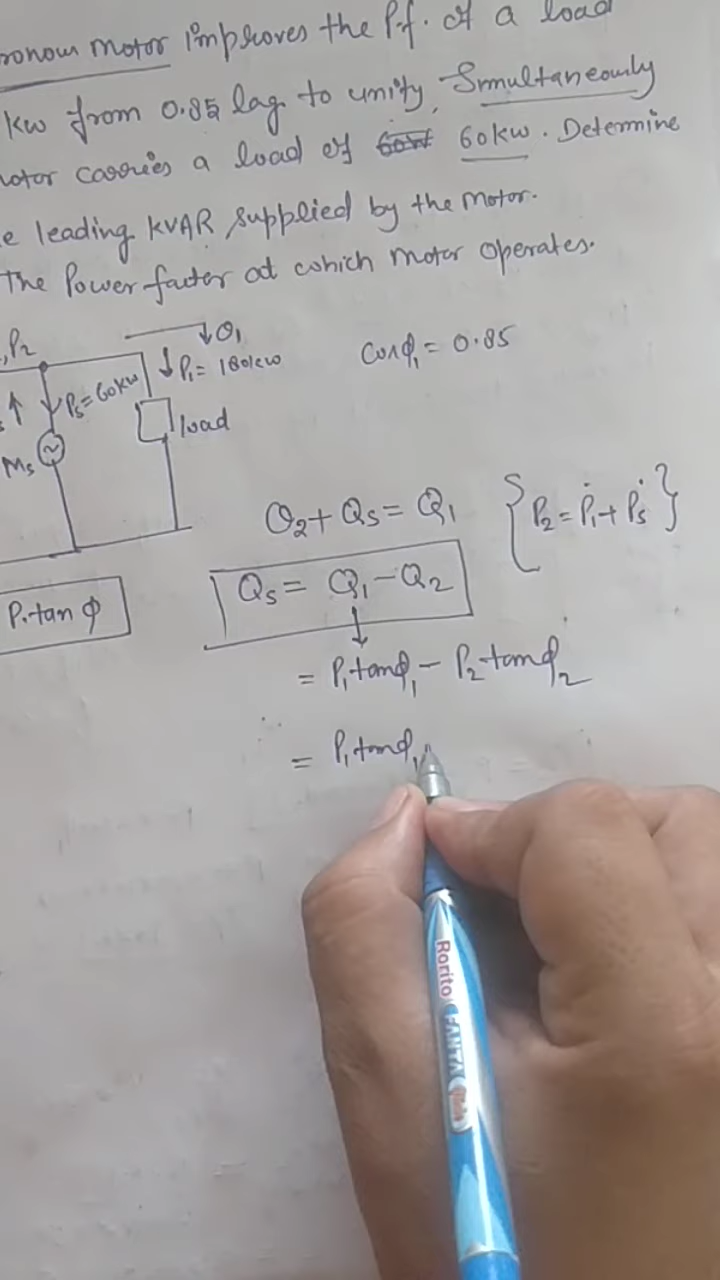 ronous motor improves the P.f. of a load
kw from 0.85 lag to unity, Simultaneously
otor carries a load of 60kw. Determine
e leading KVAR supplied by the motor.
The Power factor at which motor operates.
, P2
Q1
P1 = 180kw
Cosϕ1 = 0.85
Ps = 60kw
load
Ms
Q2 + Qs = Q1 {P2 = P1 + Ps}
Qs = Q1 - Q2
P. tan ϕ
= P1 tanϕ1 - P2 tanϕ2
= P1 tanϕ1
Rorito FANTA